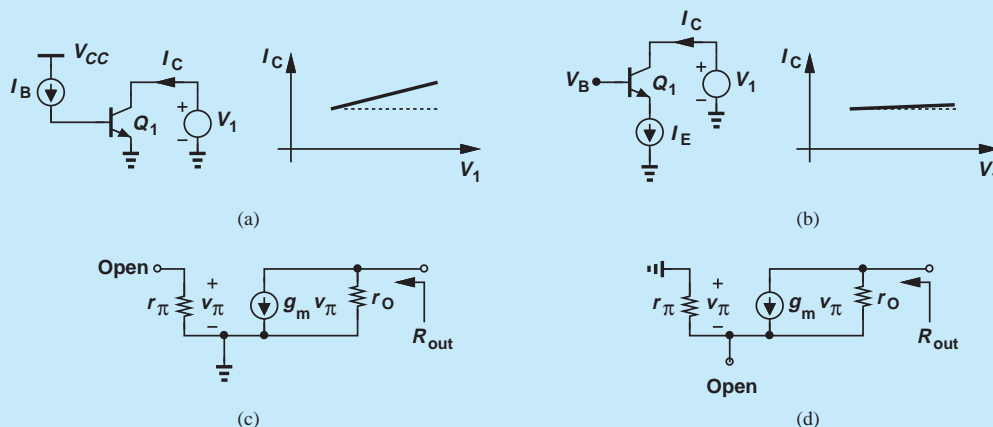 V_CC
I_B
I_C
Q_1
+
−
V_1
I_C
V_1
(a)
I_C
V_B
Q_1
+
−
V_1
I_E
I_C
(b)
Open
r_π
+
v_π
−
g_m v_π
r_O
R_out
(c)
r_π
+
v_π
−
g_m v_π
r_O
R_out
Open
(d)